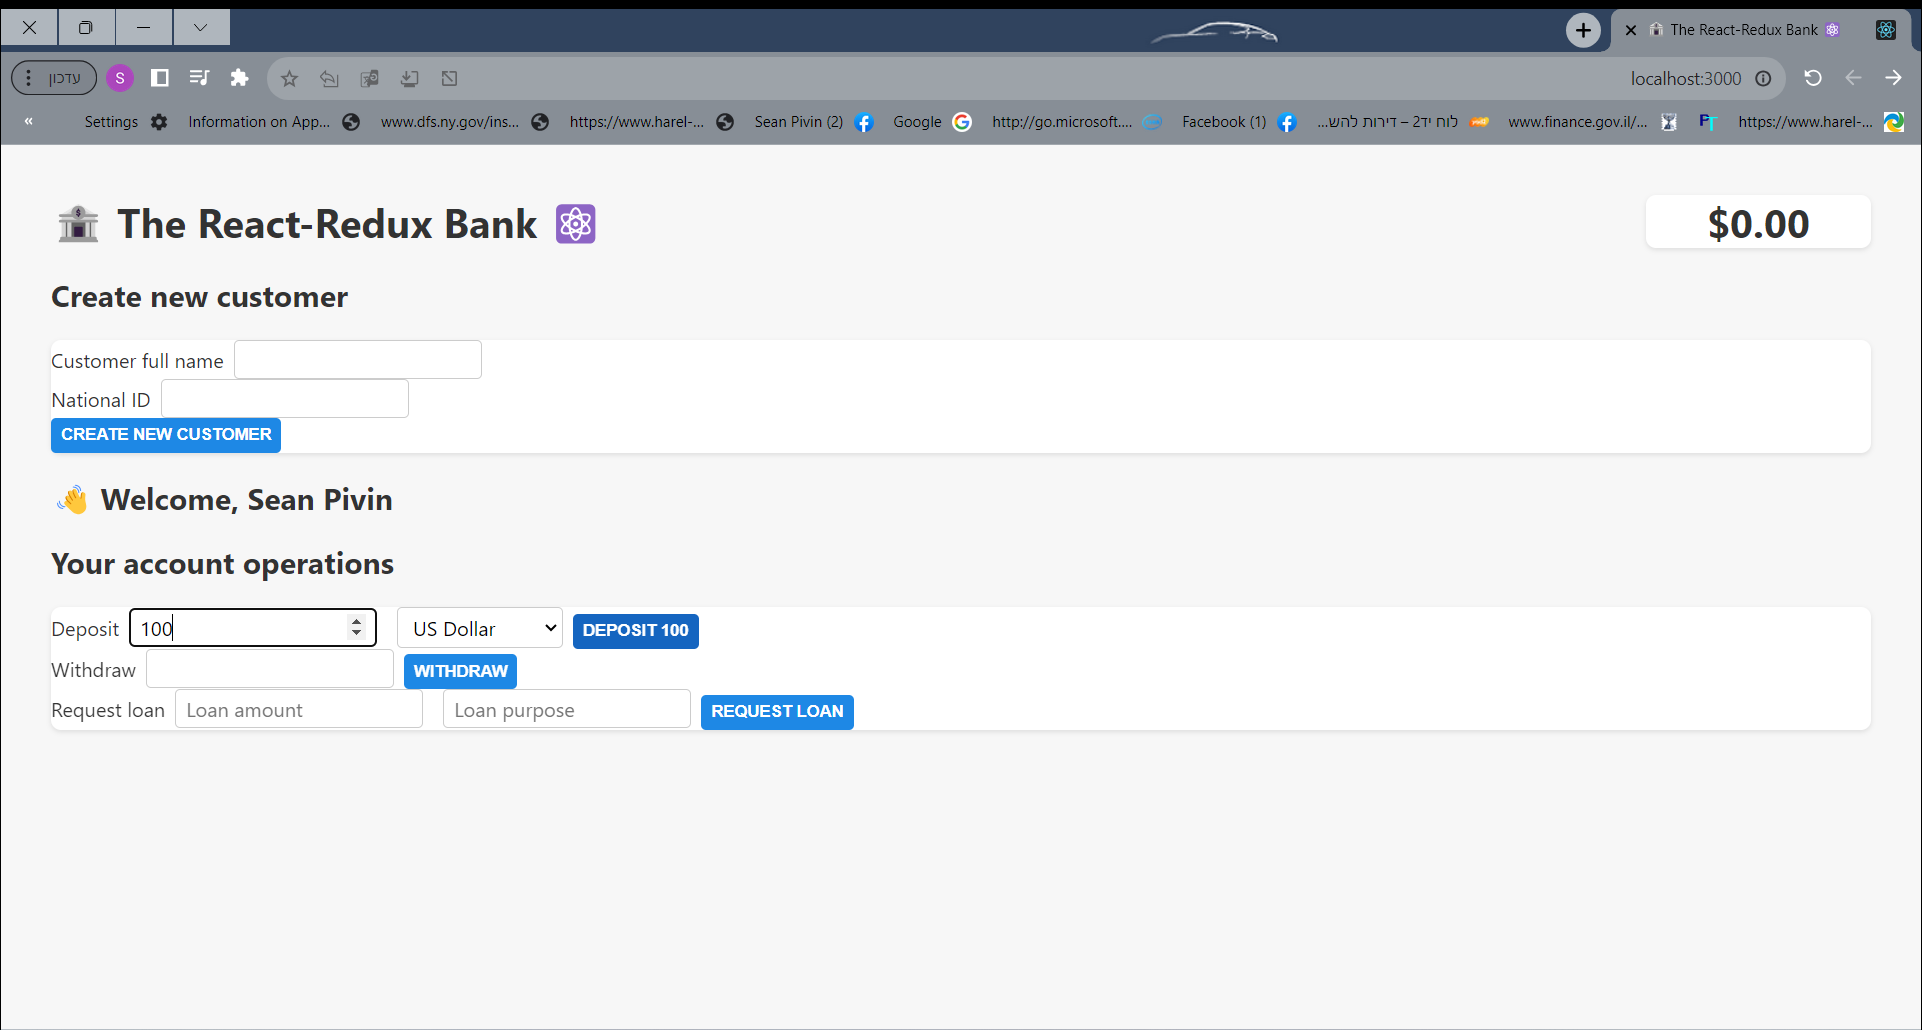 The React-Redux Bank
עדכון
S
localhost:3000
«
Settings
Information on App...
www.dfs.ny.gov/ins...
https://www.harel-...
Sean Pivin (2)
Google
http://go.microsoft....
Facebook (1)
לוח יד2 – דירות להש...
www.finance.gov.il/...
PT
https://www.harel-...
The React-Redux Bank
$0.00
Create new customer
Customer full name
National ID
CREATE NEW CUSTOMER
Welcome, Sean Pivin
Your account operations
Deposit 100 US Dollar DEPOSIT 100
Withdraw WITHDRAW
Request loan Loan amount Loan purpose REQUEST LOAN